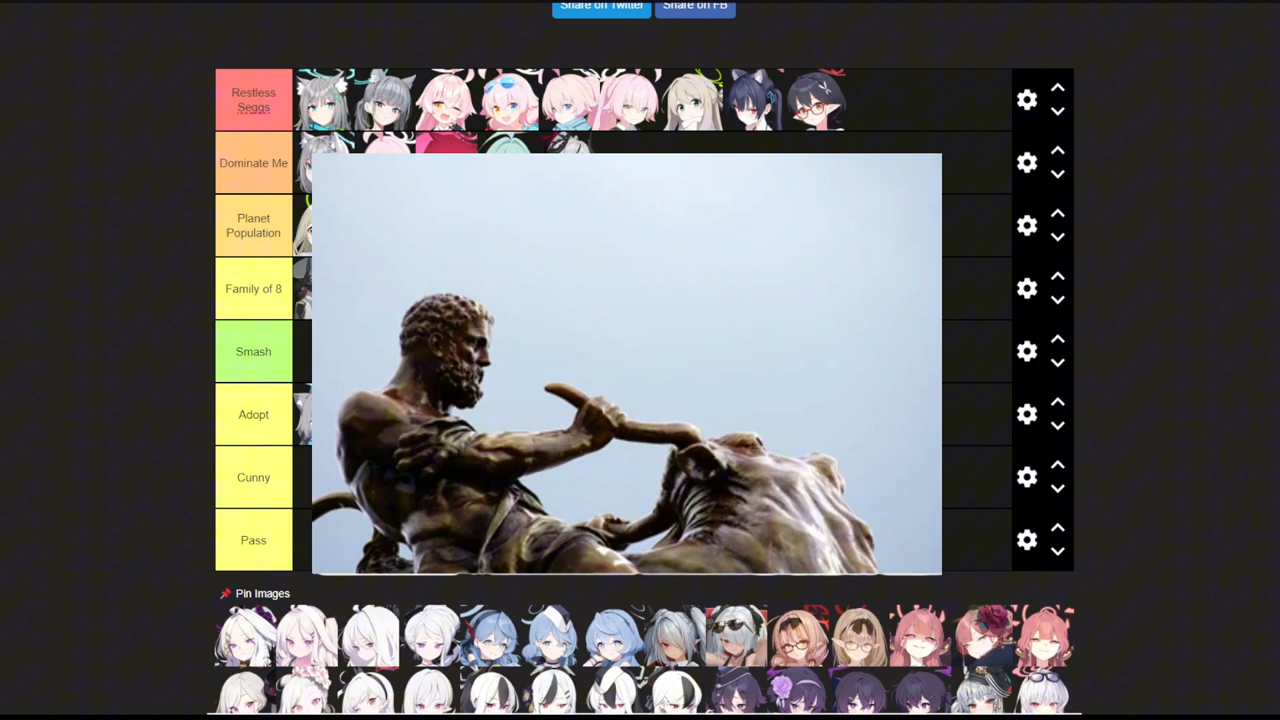 Share on Twitter
Share on FB
Restless
Seggs
Dominate Me
Planet
Population
Family of 8
Smash
Adopt
Cunny
Pass
Pin Images